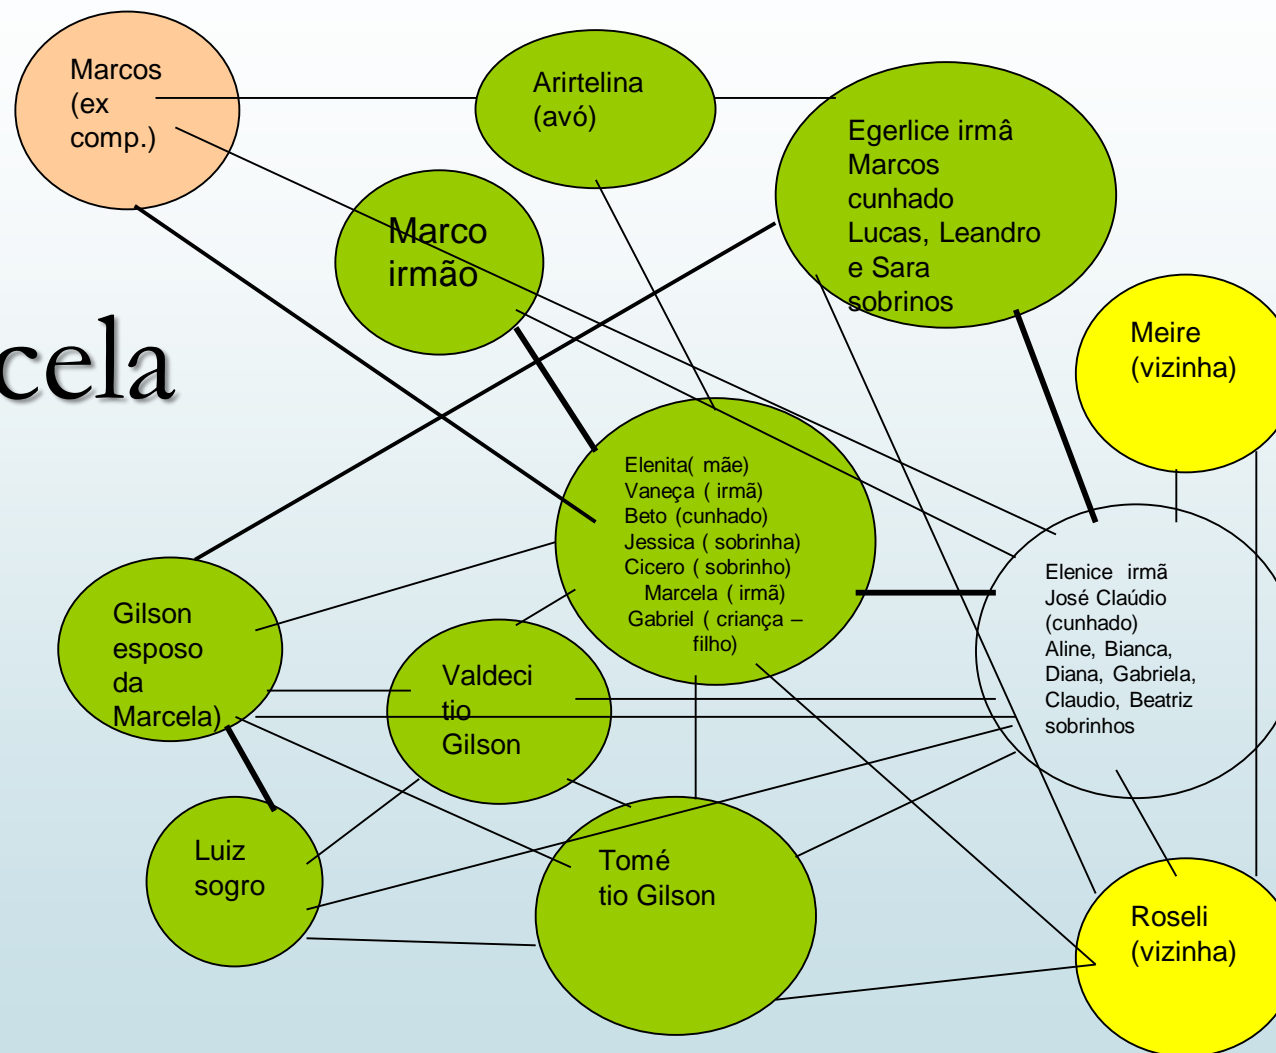 Marcos
(ex
comp.)
Arirtelina
(avó)
Egerlice irmâ
Marcos
cunhado
Lucas, Leandro
e Sara
sobrinos
Marco
irmão
cela
Meire
(vizinha)
Elenita( mãe)
Vaneça ( irmã)
Beto (cunhado)
Jessica ( sobrinha)
Cicero ( sobrinho)
Marcela ( irmã)
Gabriel ( criança –
filho)
Elenice irmã
José Claúdio
(cunhado)
Aline, Bianca,
Diana, Gabriela,
Claudio, Beatriz
sobrinhos
Gilson
esposo
da
Marcela)
Valdeci
tio
Gilson
Luiz
sogro
Tomé
tio Gilson
Roseli
(vizinha)